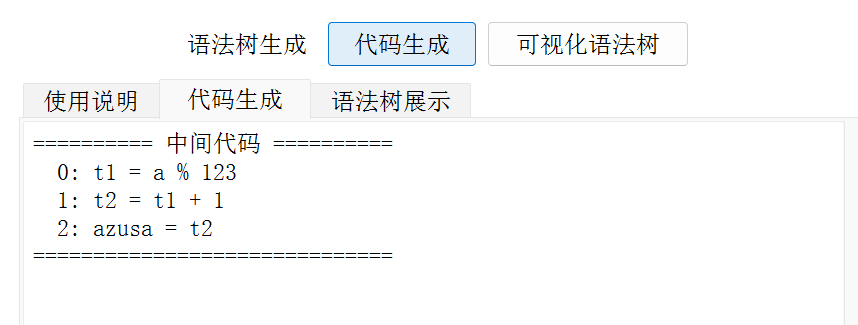 语法树生成 代码生成 可视化语法树
使用说明 代码生成 语法树展示
========== 中间代码 ==========
0: t1 = a % 123
1: t2 = t1 + 1
2: azusa = t2
==============================